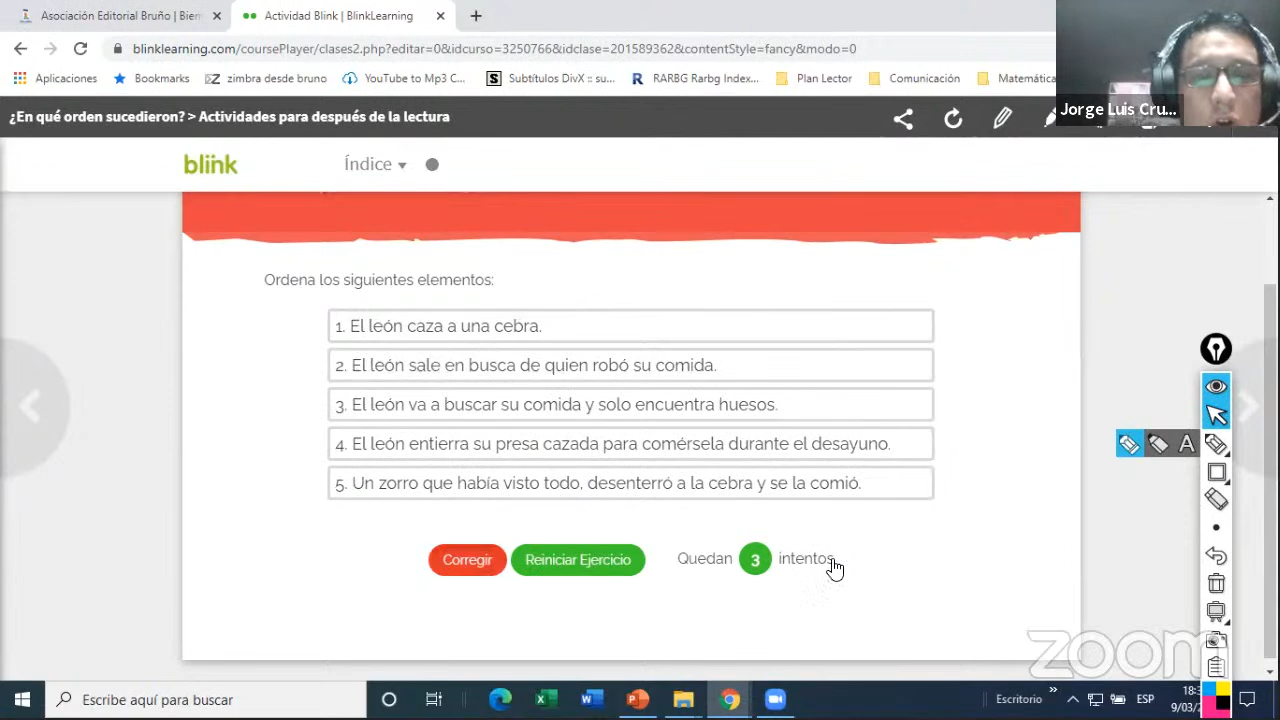 Asociación Editorial Bruño | Bien
Actividad Blink | BlinkLearning
blinklearning.com/coursePlayer/clases2.php?editar=0&idcurso=3250766&idclase=201589362&contentStyle=fancy&modo=0
Aplicaciones
Bookmarks
zimbra desde bruno
YouTube to Mp3 C...
Subtítulos DivX :: su...
RARBG Rarbg Index...
Plan Lector
Comunicación
Matemática
Jorge Luis Cru...
¿En qué orden sucedieron? > Actividades para después de la lectura
blink
Índice
Ordena los siguientes elementos:
1. El león caza a una cebra.
2. El león sale en busca de quien robó su comida.
3. El león va a buscar su comida y solo encuentra huesos.
4. El león entierra su presa cazada para comérsela durante el desayuno.
5. Un zorro que había visto todo, desenterró a la cebra y se la comió.
Corregir
Reiniciar Ejercicio
Quedan 3 intentos
A
zoom
Escribe aquí para buscar
Escritorio
ESP
18:3
9/03/2